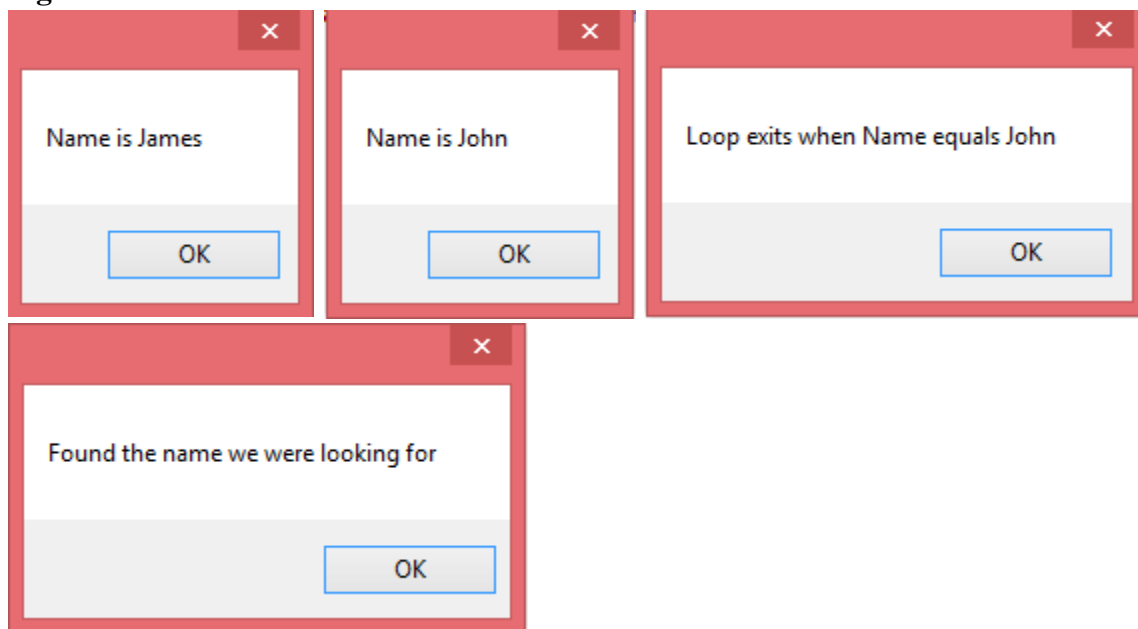 Name is James
OK
Name is John
OK
Loop exits when Name equals John
OK
Found the name we were looking for
OK